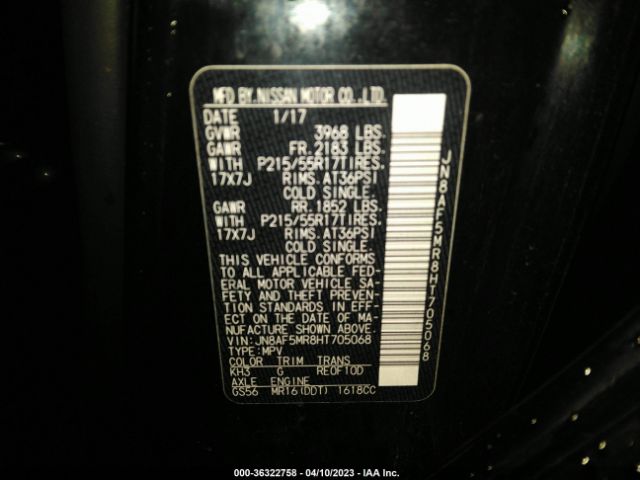 MFD BY NISSAN MOTOR CO.,LTD.
DATE 1/17
GVWR 3968 LBS.
GAWR FR. 2183 LBS.
WITH P215/55R17TIRES.
17X7J RIMS. AT36PSI
COLD SINGLE.
GAWR RR. 1852 LBS.
WITH P215/55R17TIRES.
17X7J RIMS. AT36PSI
COLD SINGLE.
THIS VEHICLE CONFORMS
TO ALL APPLICABLE FED-
ERAL MOTOR VEHICLE SA-
FETY AND THEFT PREVEN-
TION STANDARDS IN EFF-
ECT ON THE DATE OF MA-
NUFACTURE SHOWN ABOVE.
VIN:JN8AF5MR8HT705068
TYPE:MPV
COLOR TRIM TRANS
KH3 G RE0F10D
AXLE ENGINE
GS56 MR16(DDT) 1618CC
JN8AF5MR8HT705068
000-36322758 - 04/10/2023 - IAA Inc.